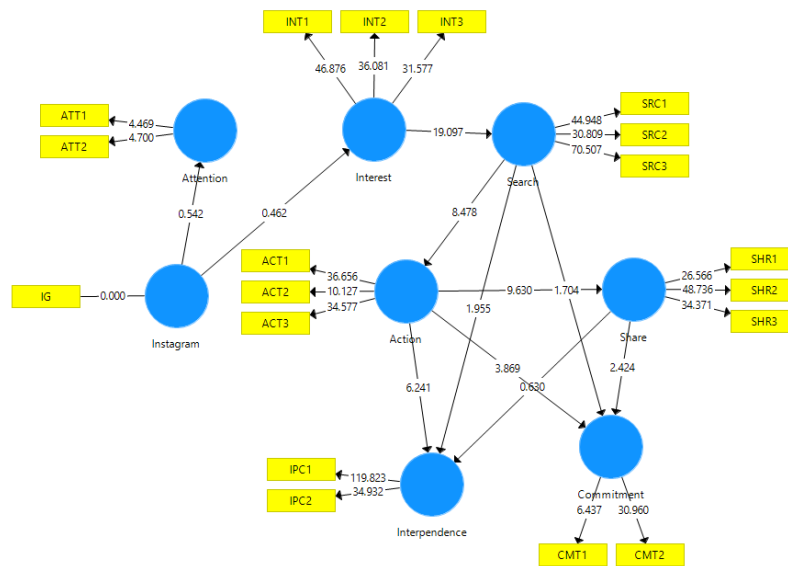 INT1
INT2
INT3
46.876
36.081
31.577
SRC1
SRC2
SRC3
44.948
30.809
70.507
ATT1
ATT2
4.469
4.700
19.097
Attention
Interest
Search
0.542
0.462
8.478
ACT1
ACT2
ACT3
36.656
10.127
34.577
SHR1
SHR2
SHR3
26.566
48.736
34.371
IG
0.000
9.630
1.704
1.955
Instagram
Action
Share
3.869
2.424
6.241
0.630
IPC1
IPC2
119.823
34.932
Interpendence
Commitment
6.437
30.960
CMT1
CMT2